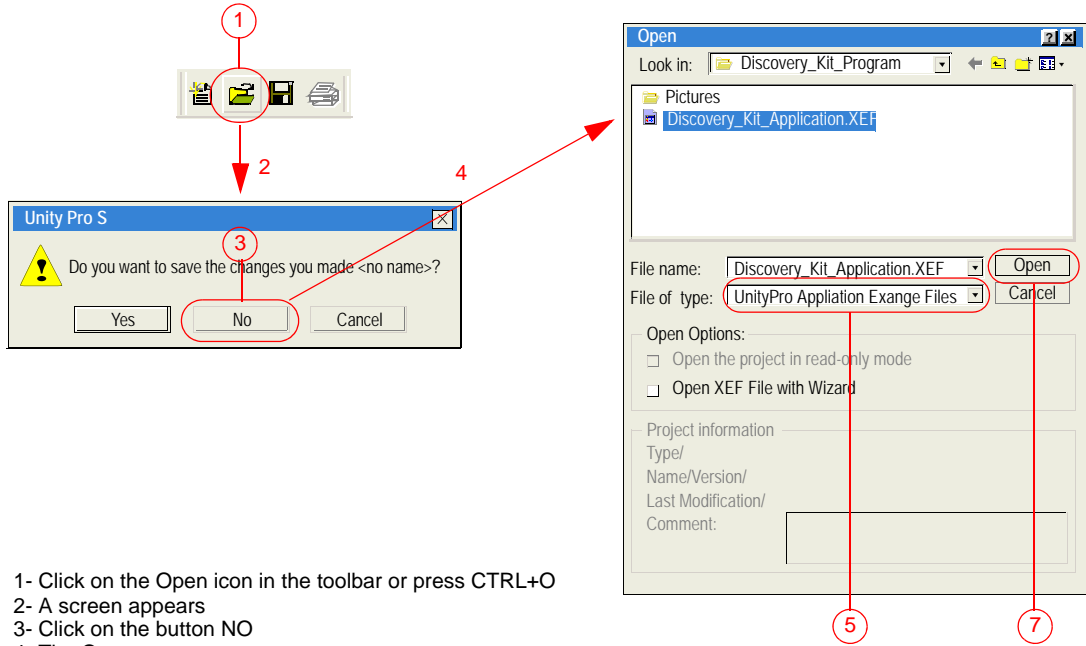 1
2
Unity Pro S
3
Do you want to save the changes you made <no name>?
Yes
No
Cancel
4
Open
Look in:
Discovery_Kit_Program
Pictures
Discovery_Kit_Application.XEF
File name:
Discovery_Kit_Application.XEF
Open
File of type:
UnityPro Appliation Exange Files
Cancel
Open Options:
Open the project in read-only mode
Open XEF File with Wizard
Project information
Type/
Name/Version/
Last Modification/
Comment:
5
7
1- Click on the Open icon in the toolbar or press CTRL+O
2- A screen appears
3- Click on the button NO